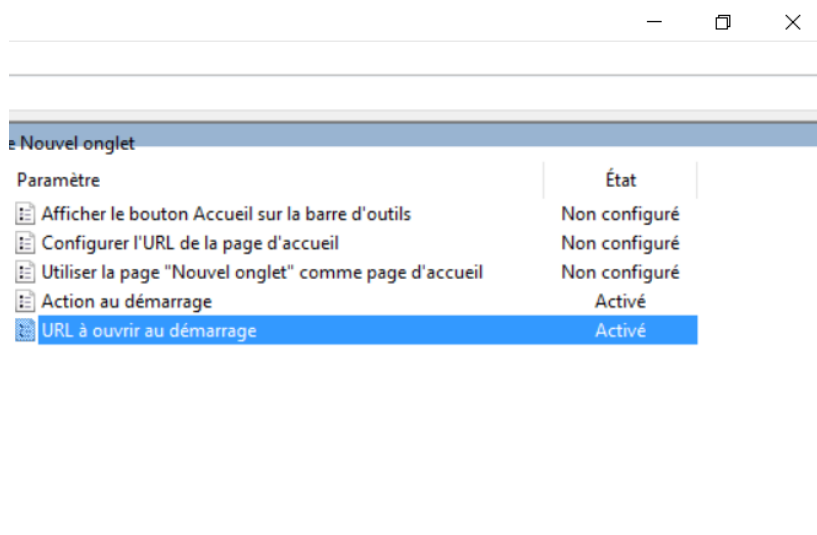 e Nouvel onglet
Paramètre État
Afficher le bouton Accueil sur la barre d'outils Non configuré
Configurer l'URL de la page d'accueil Non configuré
Utiliser la page "Nouvel onglet" comme page d'accueil Non configuré
Action au démarrage Activé
URL à ouvrir au démarrage Activé